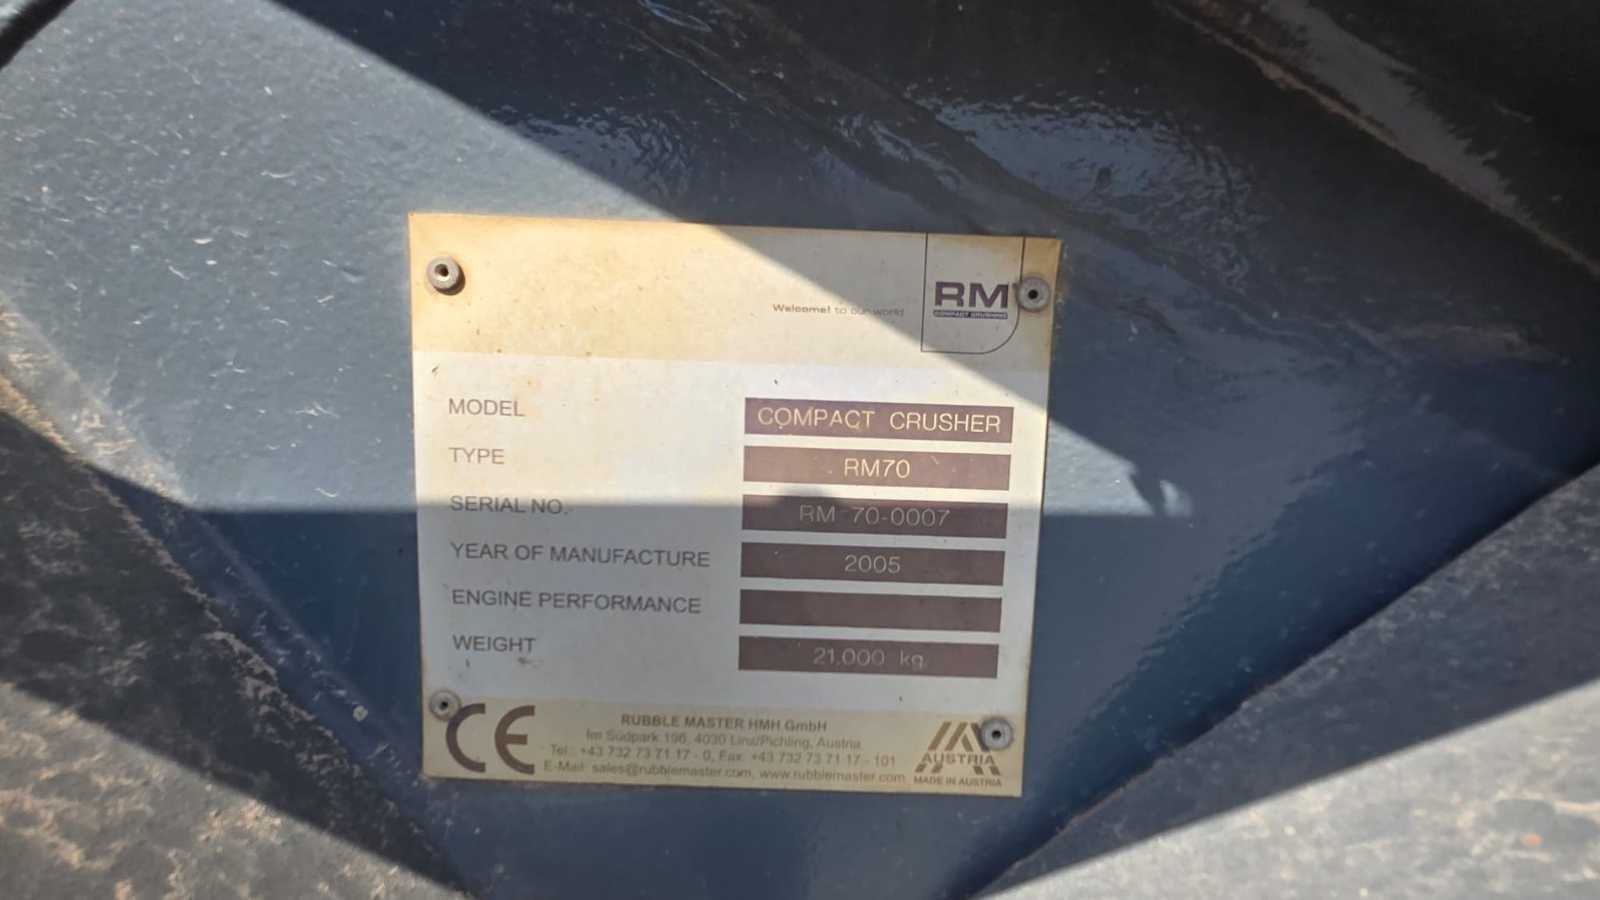 Welcome! to our world
RM
COMPACT CRUSHING
MODEL COMPACT CRUSHER
TYPE RM70
SERIAL NO. RM 70-0007
YEAR OF MANUFACTURE 2005
ENGINE PERFORMANCE
WEIGHT 21,000 kg
CE
RUBBLE MASTER HMH GmbH
Im Südpark 196, 4030 Linz/Pichling, Austria
Tel.: +43 732 73 71 17 - 0, Fax: +43 732 73 71 17 - 101
E-Mail: sales@rubblemaster.com, www.rubblemaster.com
AUSTRIA
MADE IN AUSTRIA